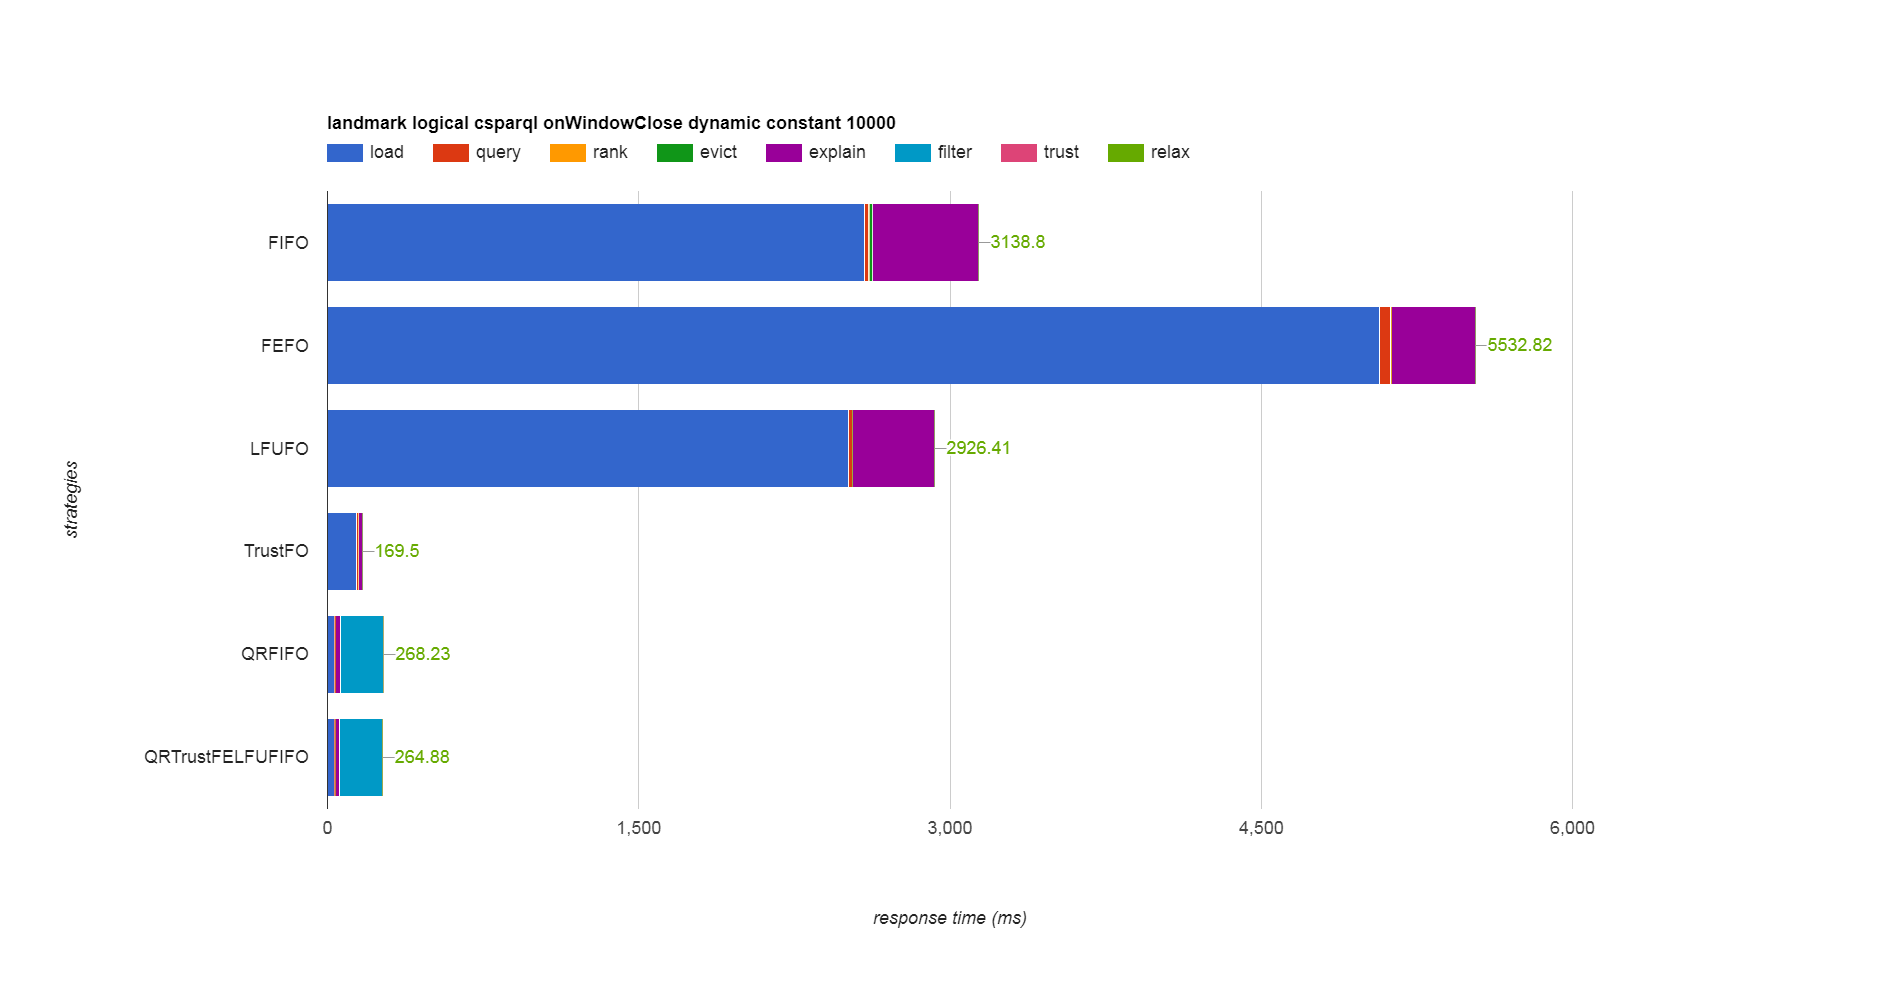 landmark logical csparql onWindowClose dynamic constant 10000
load query rank evict explain filter trust relax
FIFO 3138.8
FEFO 5532.82
LFUFO 2926.41
TrustFO 169.5
QRFIFO 268.23
QRTrustFELFUFIFO 264.88
strategies
0 1,500 3,000 4,500 6,000
response time (ms)